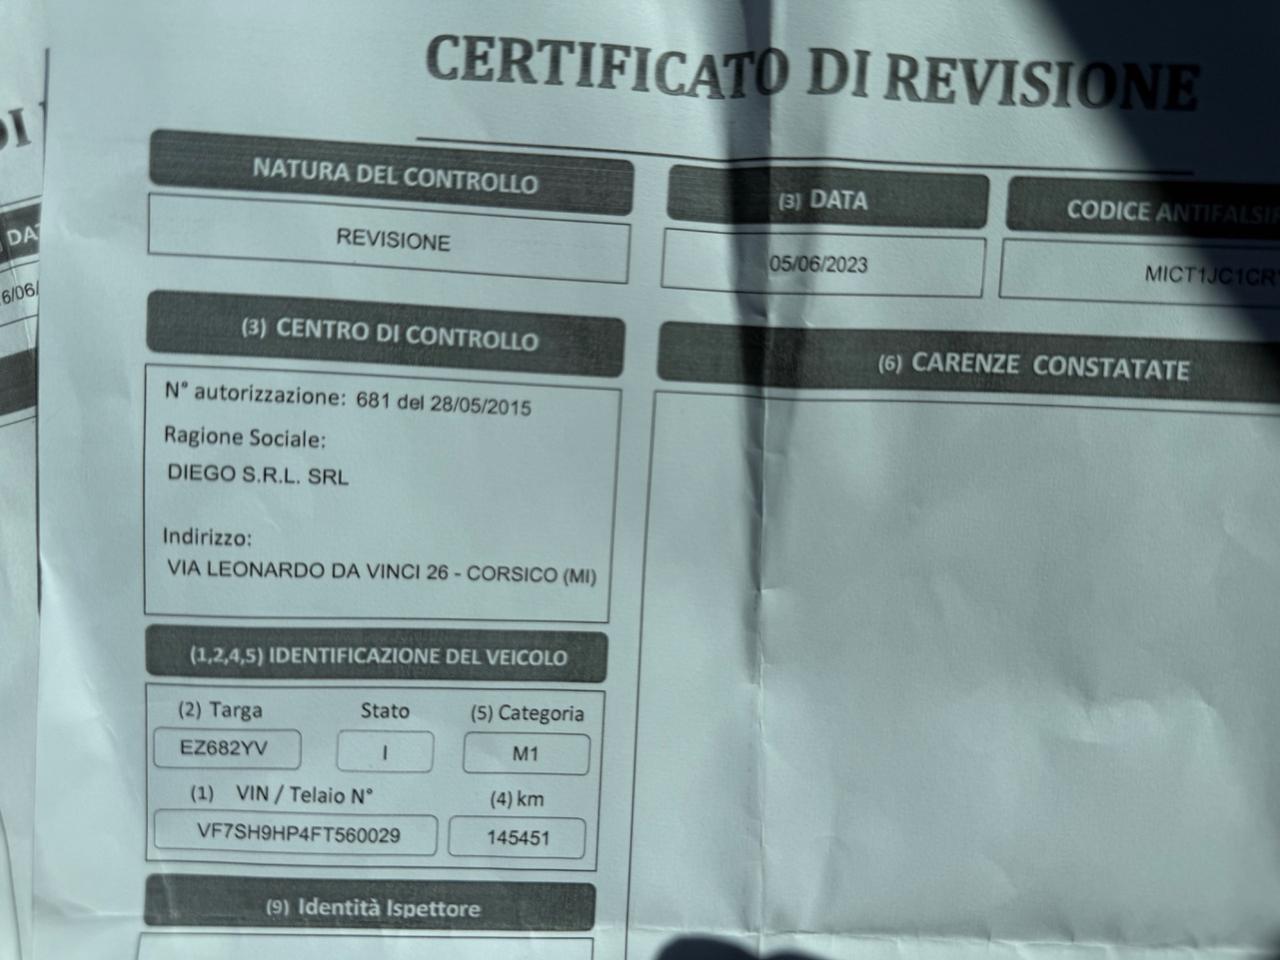 CERTIFICATO DI REVISIONE
NATURA DEL CONTROLLO
REVISIONE
(3) DATA
05/06/2023
CODICE ANTIFALSI
MICT1JC1CR
(3) CENTRO DI CONTROLLO
N° autorizzazione: 681 del 28/05/2015
Ragione Sociale:
DIEGO S.R.L. SRL
Indirizzo:
VIA LEONARDO DA VINCI 26 - CORSICO (MI)
(6) CARENZE CONSTATATE
(1,2,4,5) IDENTIFICAZIONE DEL VEICOLO
(2) Targa Stato (5) Categoria
EZ682YV I M1
(1) VIN / Telaio N° (4) km
VF7SH9HP4FT560029 145451
(9) Identità Ispettore